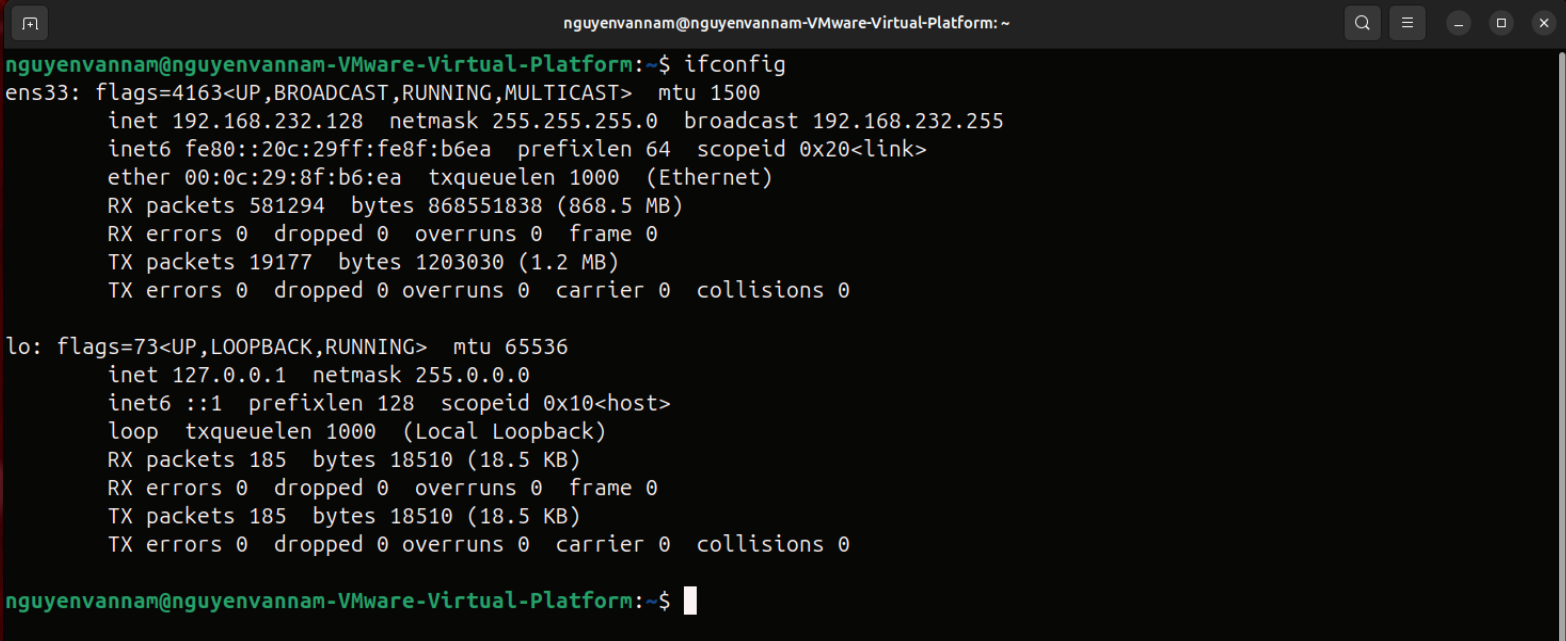 nguyenvannam@nguyenvannam-VMware-Virtual-Platform: ~
nguyenvannam@nguyenvannam-VMware-Virtual-Platform:~$ ifconfig
ens33: flags=4163<UP,BROADCAST,RUNNING,MULTICAST>  mtu 1500
        inet 192.168.232.128  netmask 255.255.255.0  broadcast 192.168.232.255
        inet6 fe80::20c:29ff:fe8f:b6ea  prefixlen 64  scopeid 0x20<link>
        ether 00:0c:29:8f:b6:ea  txqueuelen 1000  (Ethernet)
        RX packets 581294  bytes 868551838 (868.5 MB)
        RX errors 0  dropped 0  overruns 0  frame 0
        TX packets 19177  bytes 1203030 (1.2 MB)
        TX errors 0  dropped 0 overruns 0  carrier 0  collisions 0
lo: flags=73<UP,LOOPBACK,RUNNING>  mtu 65536
        inet 127.0.0.1  netmask 255.0.0.0
        inet6 ::1  prefixlen 128  scopeid 0x10<host>
        loop  txqueuelen 1000  (Local Loopback)
        RX packets 185  bytes 18510 (18.5 KB)
        RX errors 0  dropped 0  overruns 0  frame 0
        TX packets 185  bytes 18510 (18.5 KB)
        TX errors 0  dropped 0 overruns 0  carrier 0  collisions 0
nguyenvannam@nguyenvannam-VMware-Virtual-Platform:~$